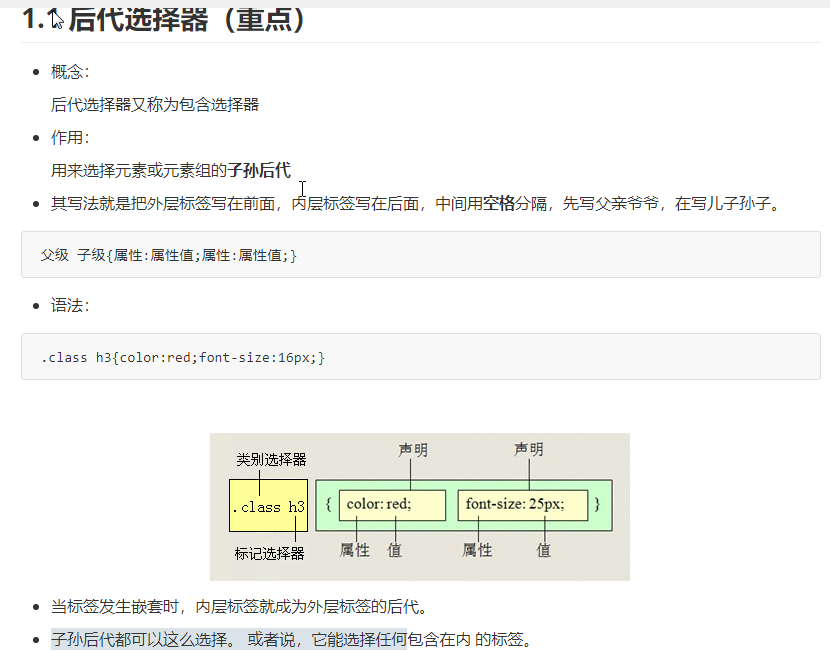 1.1 后代选择器（重点）
概念：
后代选择器又称为包含选择器
作用：
用来选择元素或元素组的子孙后代
其写法就是把外层标签写在前面，内层标签写在后面，中间用空格分隔，先写父亲爷爷，在写儿子孙子。
父级 子级{属性:属性值;属性:属性值;}
语法：
.class h3{color:red;font-size:16px;}
声明 声明
类别选择器
.class h3 { color: red; font-size: 25px; }
标记选择器 属性 值 属性 值
当标签发生嵌套时，内层标签就成为外层标签的后代。
子孙后代都可以这么选择。 或者说，它能选择任何包含在内 的标签。